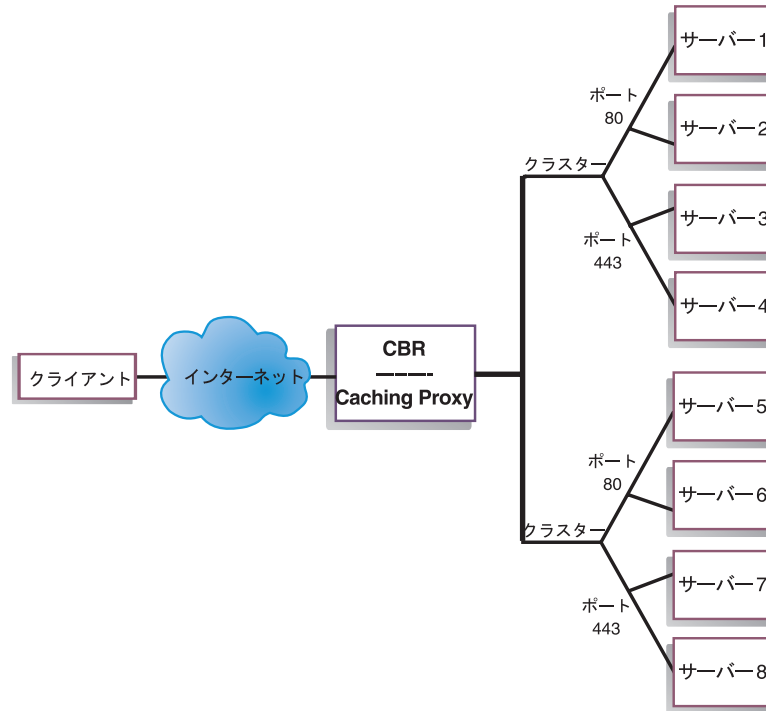 クライアント
インターネット
CBR
Caching Proxy
クラスター
ポート
80
サーバー1
サーバー2
ポート
443
サーバー3
サーバー4
クラスター
ポート
80
サーバー5
サーバー6
ポート
443
サーバー7
サーバー8